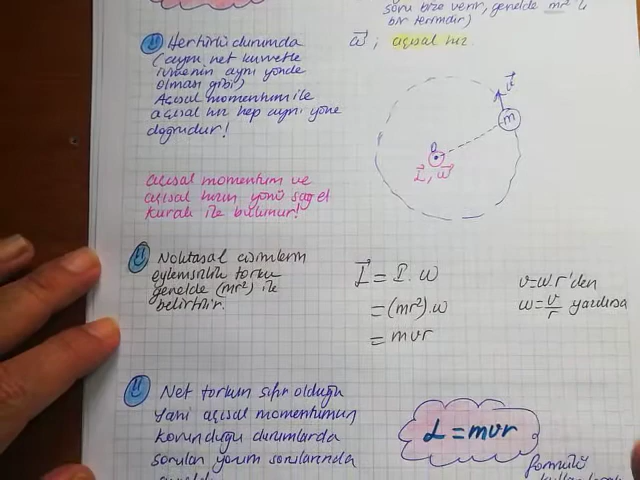 soru bize verir, genelde mr² li
bir terimdir)
Her türlü durumda
(aynı net kuvvetle
ivmenin aynı yönde
olması gibi)
Açısal momentum ile
açısal hız hep aynı yöne
doğrudur!
w⃗ ; açısal hız
v⃗
m
O
L⃗, w⃗
açısal momentum ve
açısal hızın yönü sağ el
kuralı ile bulunur!
Noktasal cisimlerin
eylemsizlik torku
genelde (mr²) ile
belirtilir.
L⃗ = I . w
= (mr²) . w
= mvr
v=w.r'den
w=v/r yazılırsa
Net torkun sıfır olduğu
yani açısal momentumun
korunduğu durumlarda
sorulan yorum sorularında
L = mvr
formülü